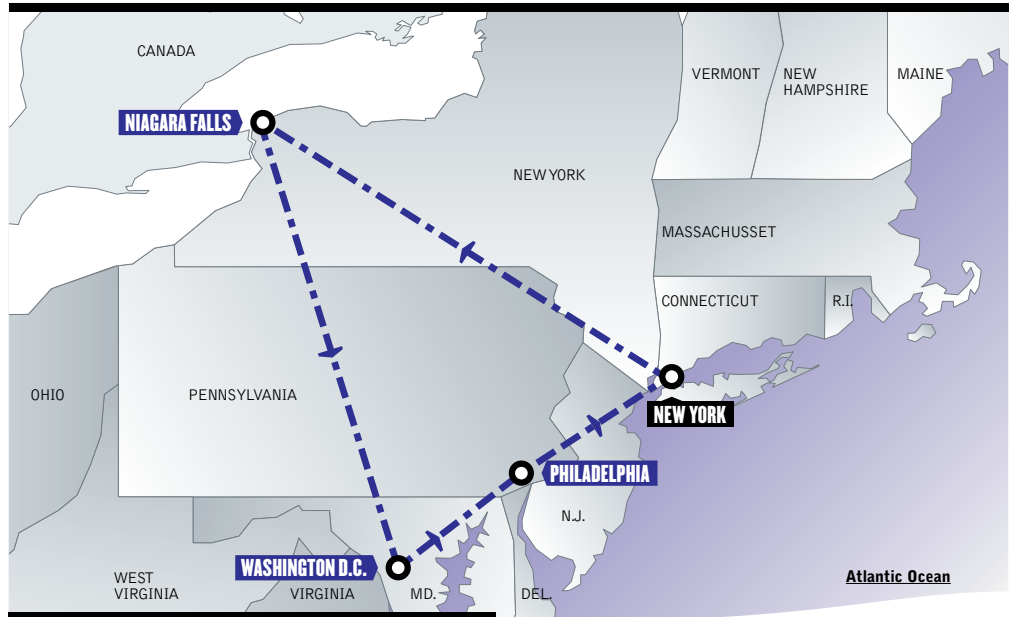 CANADA
VERMONT
NEW
HAMPSHIRE
MAINE
NIAGARA FALLS
NEW YORK
MASSACHUSSET
CONNECTICUT
R.I.
OHIO
PENNSYLVANIA
NEW YORK
PHILADELPHIA
N.J.
WASHINGTON D.C.
WEST
VIRGINIA
VIRGINIA
MD.
DEL.
Atlantic Ocean